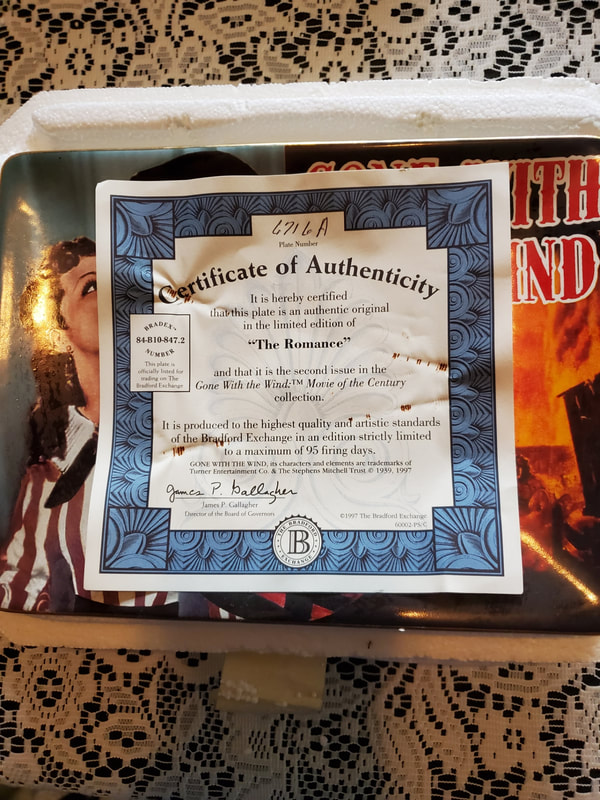 GONE WITH
WIND
6716A
Plate Number
Certificate of Authenticity
It is hereby certified
that this plate is an authentic original
in the limited edition of
"The Romance"
BRADEX
84-B10-847.2
NUMBER
This plate is
officially listed for
trading on The
Bradford Exchange
and that it is the second issue in the
Gone With the Wind:™ Movie of the Century
collection.
It is produced to the highest quality and artistic standards
of the Bradford Exchange in an edition strictly limited
to a maximum of 95 firing days.
GONE WITH THE WIND, its characters and elements are trademarks of
Turner Entertainment Co. & The Stephens Mitchell Trust © 1939, 1997
James P. Gallagher
James P. Gallagher
Director of the Board of Governors
©1997 The Bradford Exchange
60002-PS/C
THE BRADFORD
B
EXCHANGE